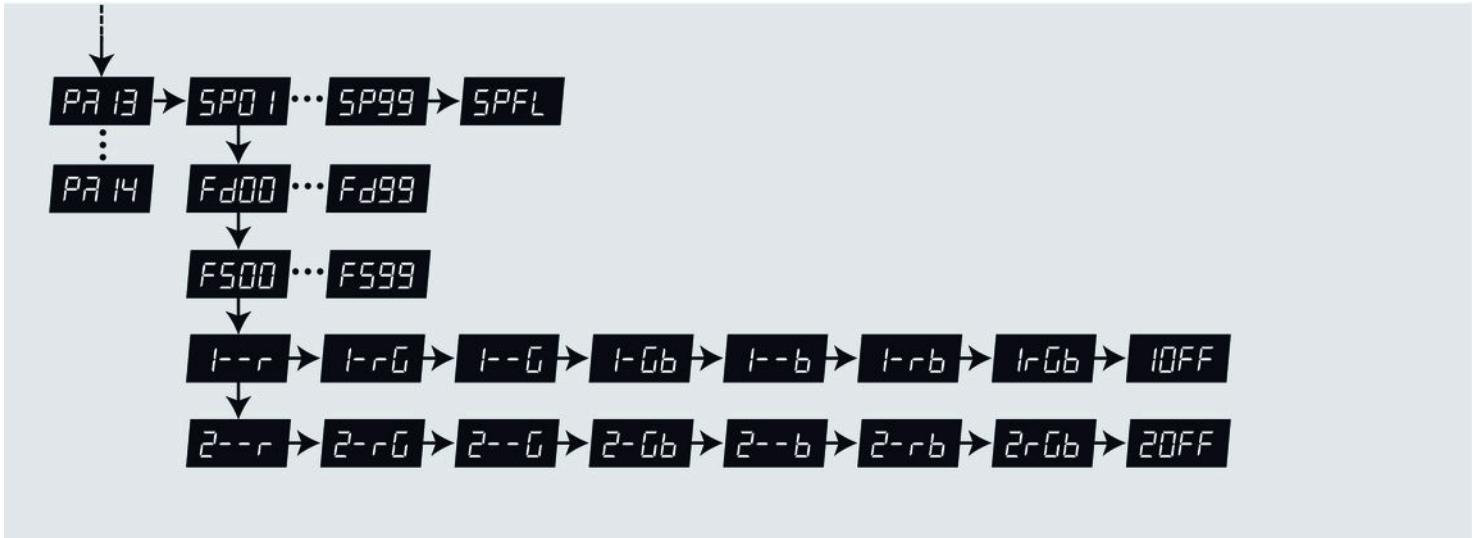 PA13 SP01 ... SP99 SPFL
PA14 Fd00 ... Fd99
FS00 ... FS99
1--r 1-rG 1--G 1-Gb 1--b 1-rb 1rGb 1OFF
2--r 2-rG 2--G 2-Gb 2--b 2-rb 2rGb 2OFF